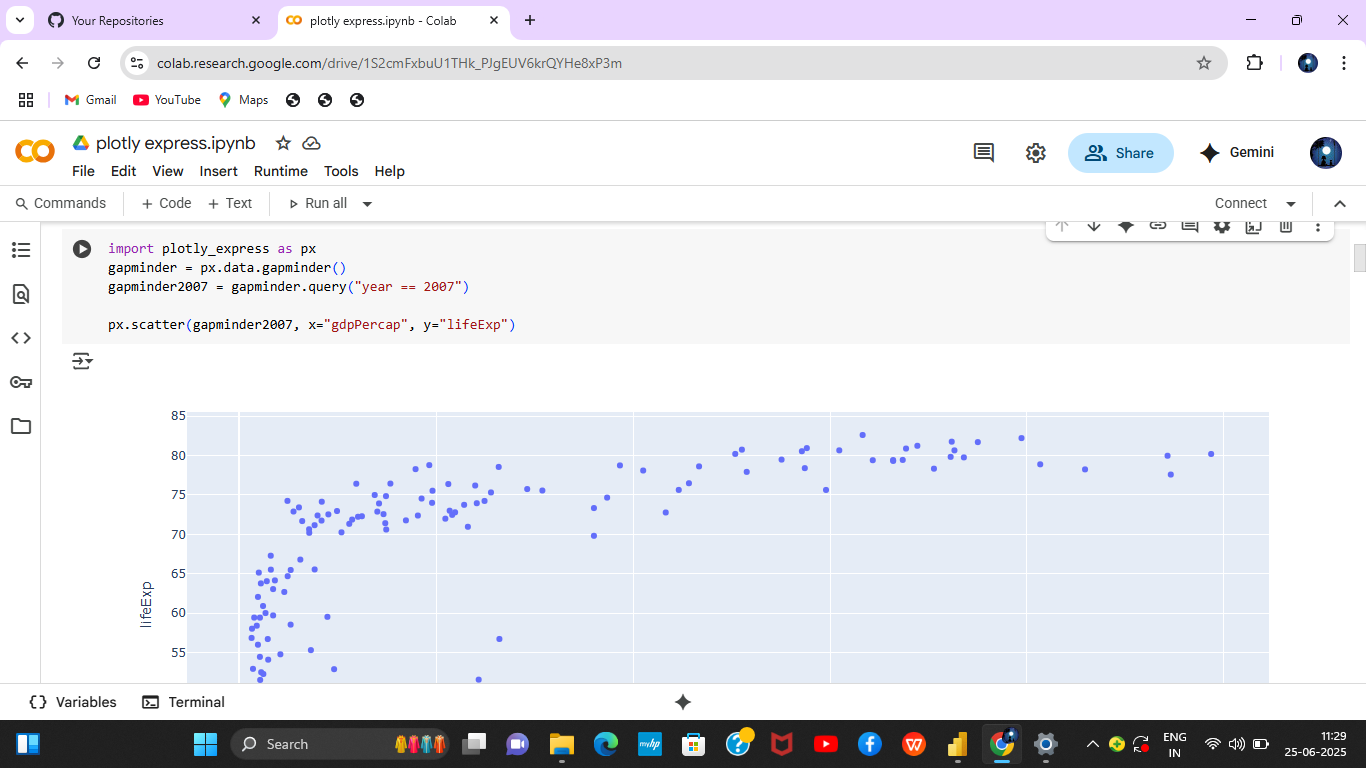 Your Repositories
plotly express.ipynb - Colab
colab.research.google.com/drive/1S2cmFxbuU1THk_PJgEUV6krQYHe8xP3m
Gmail YouTube Maps
plotly express.ipynb
File Edit View Insert Runtime Tools Help
Share
Gemini
Commands + Code + Text Run all
Connect
import plotly_express as px
gapminder = px.data.gapminder()
gapminder2007 = gapminder.query("year == 2007")
px.scatter(gapminder2007, x="gdpPercap", y="lifeExp")
85
80
75
70
65
60
55
lifeExp
Variables Terminal
Search
myhp
ENG
IN
11:29
25-06-2025